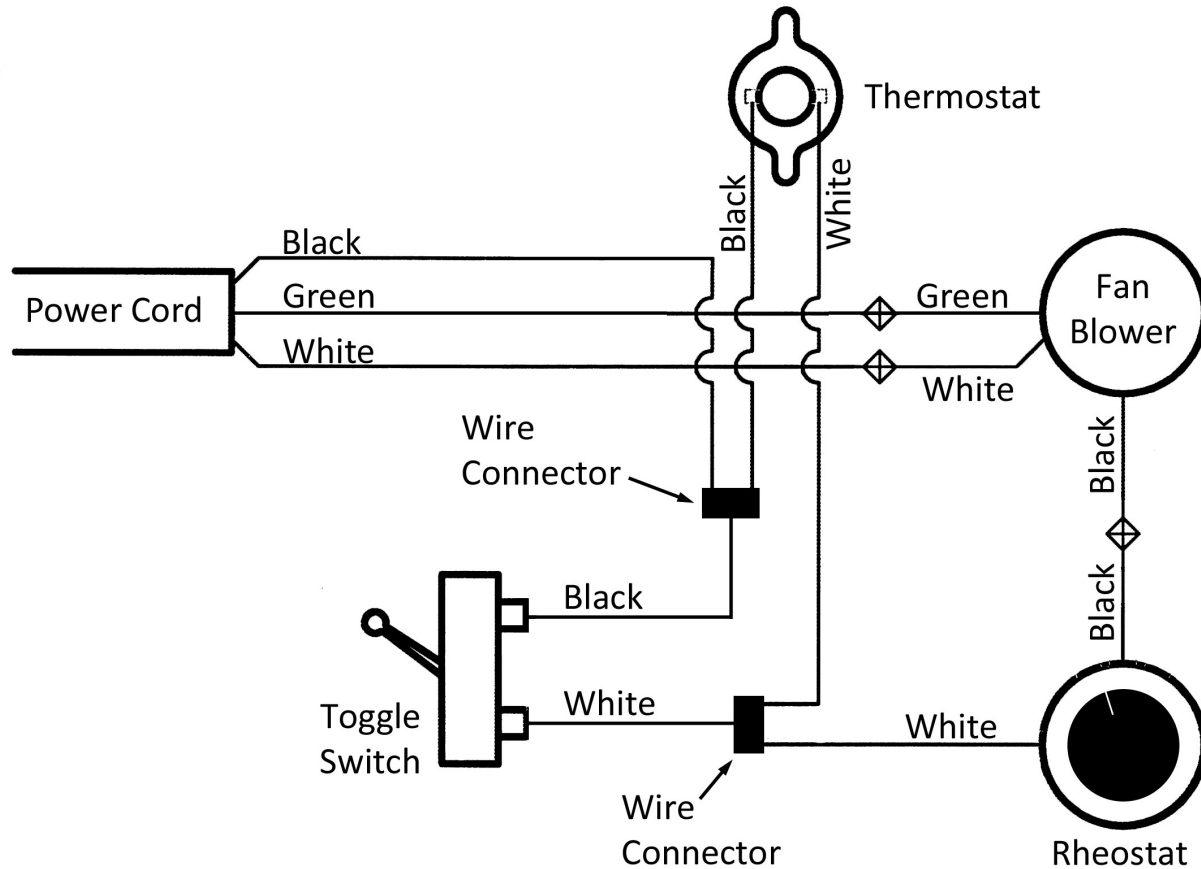 Thermostat
Black
White
Black
Power Cord
Green
Green
Fan
Blower
White
White
Wire
Connector
Black
Black
Black
Toggle
Switch
White
White
Wire
Connector
Rheostat